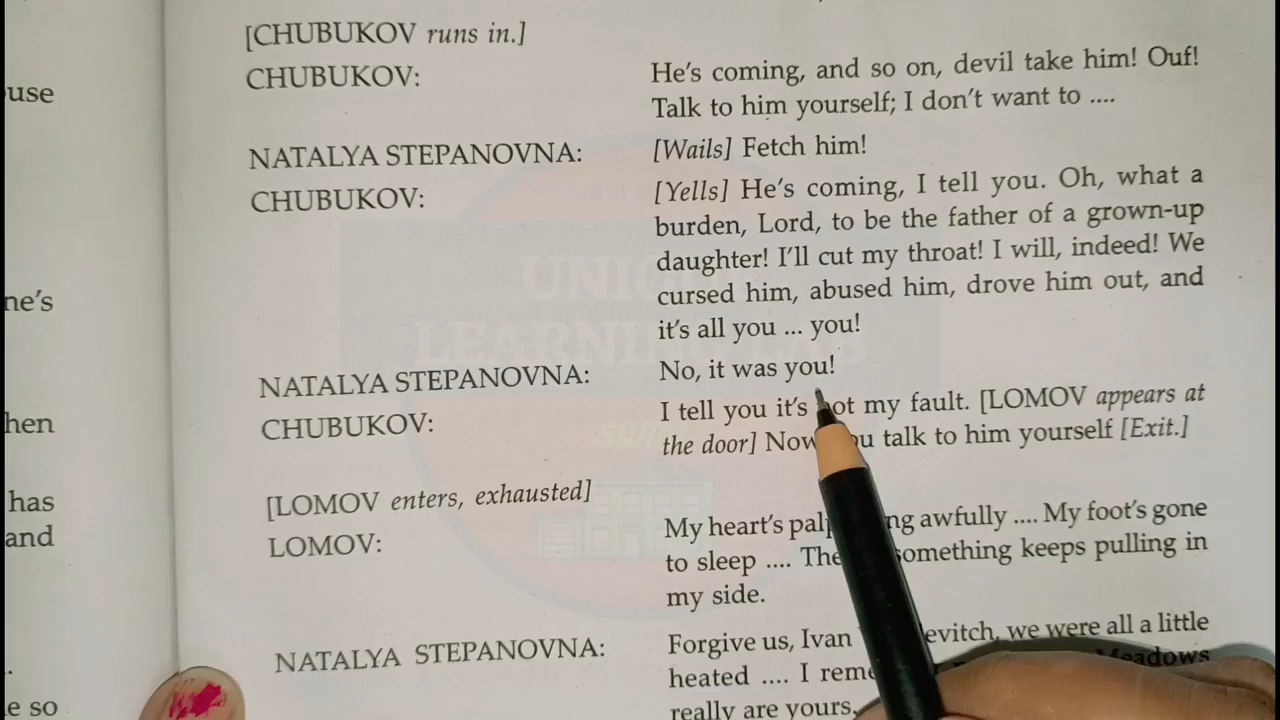 [CHUBUKOV runs in.]
CHUBUKOV: He's coming, and so on, devil take him! Ouf!
Talk to him yourself; I don't want to ....
NATALYA STEPANOVNA: [Wails] Fetch him!
CHUBUKOV: [Yells] He's coming, I tell you. Oh, what a
burden, Lord, to be the father of a grown-up
daughter! I'll cut my throat! I will, indeed! We
cursed him, abused him, drove him out, and
it's all you ... you!
NATALYA STEPANOVNA: No, it was you!
CHUBUKOV: I tell you it's not my fault. [LOMOV appears at
the door] Now you talk to him yourself [Exit.]
[LOMOV enters, exhausted]
LOMOV: My heart's awfully .... My foot's gone
to sleep .... something keeps pulling in
my side.
NATALYA STEPANOVNA: Forgive us, Ivan we were all a little
heated .... I Meadows
really are yours.
use
ne's
hen
has
and
e so
UNION
LEARNING LAB